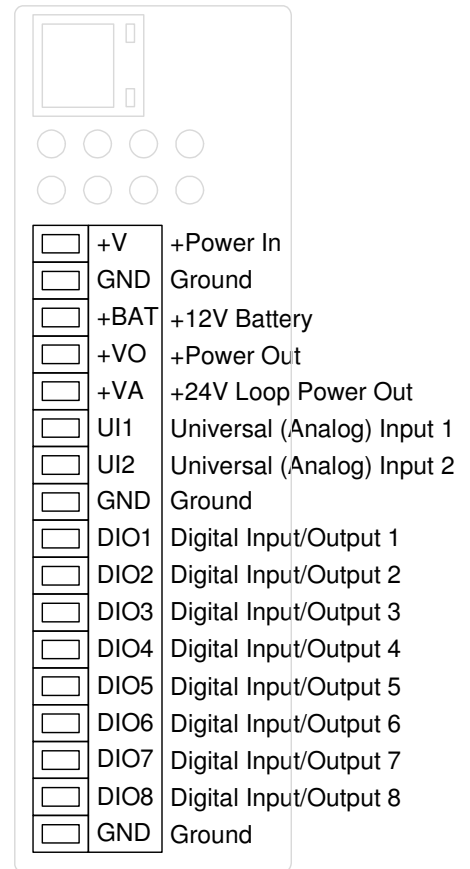 +V +Power In
GND Ground
+BAT +12V Battery
+VO +Power Out
+VA +24V Loop Power Out
UI1 Universal (Analog) Input 1
UI2 Universal (Analog) Input 2
GND Ground
DIO1 Digital Input/Output 1
DIO2 Digital Input/Output 2
DIO3 Digital Input/Output 3
DIO4 Digital Input/Output 4
DIO5 Digital Input/Output 5
DIO6 Digital Input/Output 6
DIO7 Digital Input/Output 7
DIO8 Digital Input/Output 8
GND Ground